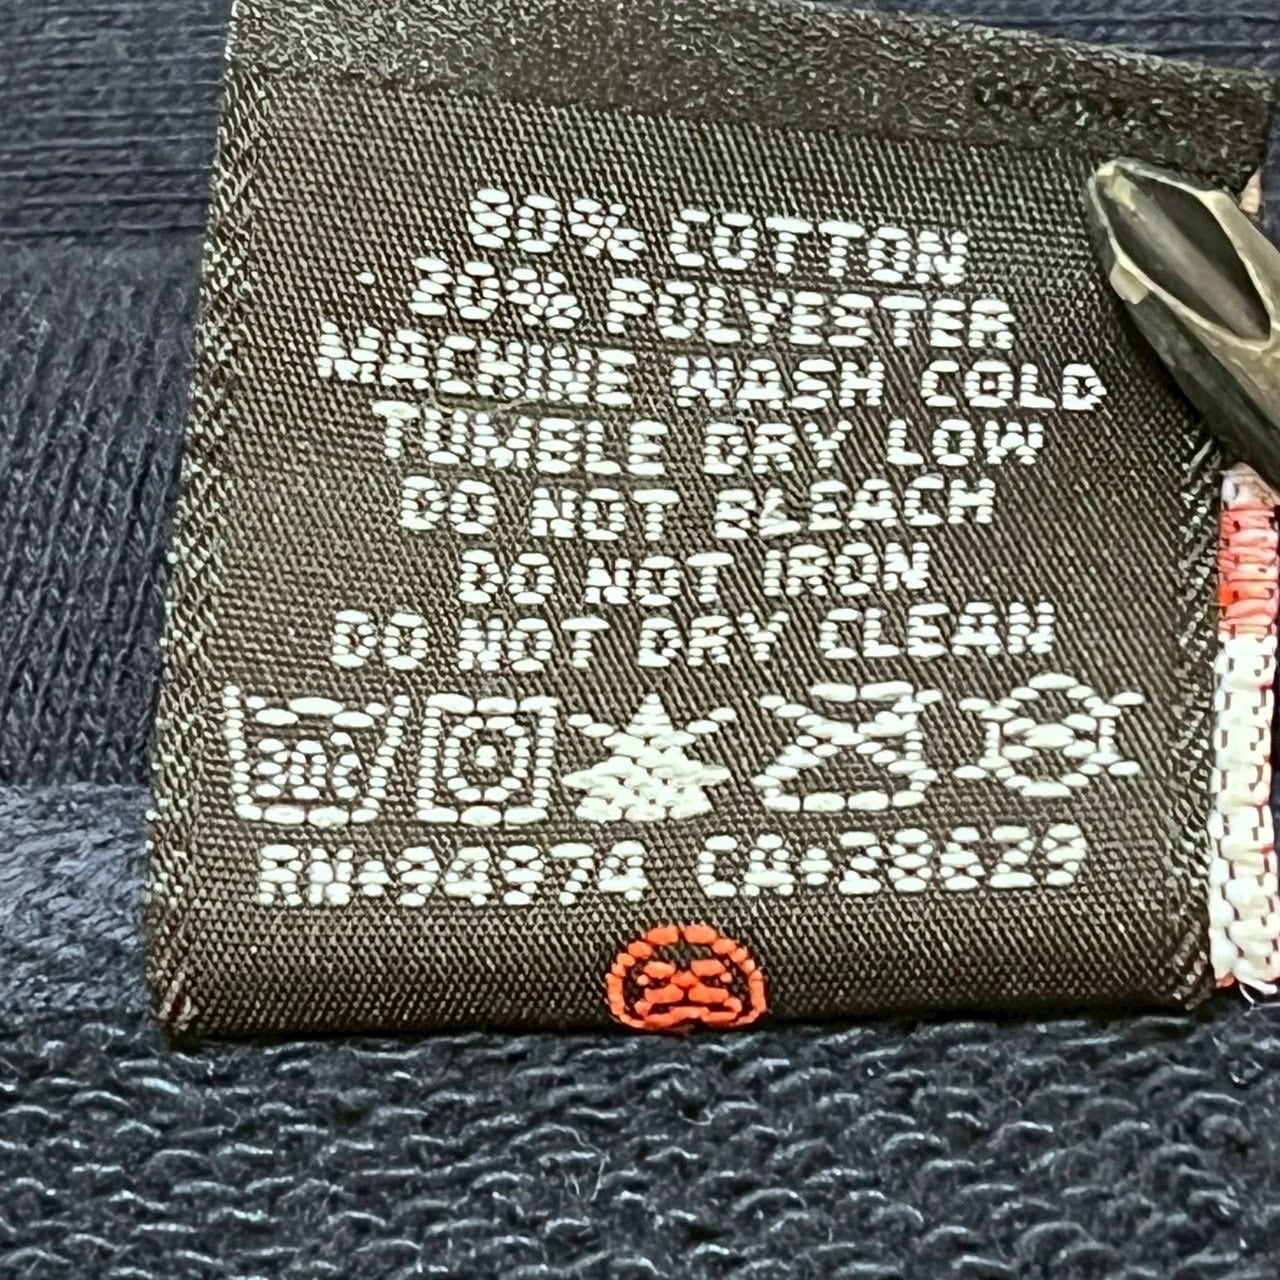 80% COTTON
20% POLYESTER
MACHINE WASH COLD
TUMBLE DRY LOW
DO NOT BLEACH
DO NOT IRON
DO NOT DRY CLEAN
RN#94974 CA#38629